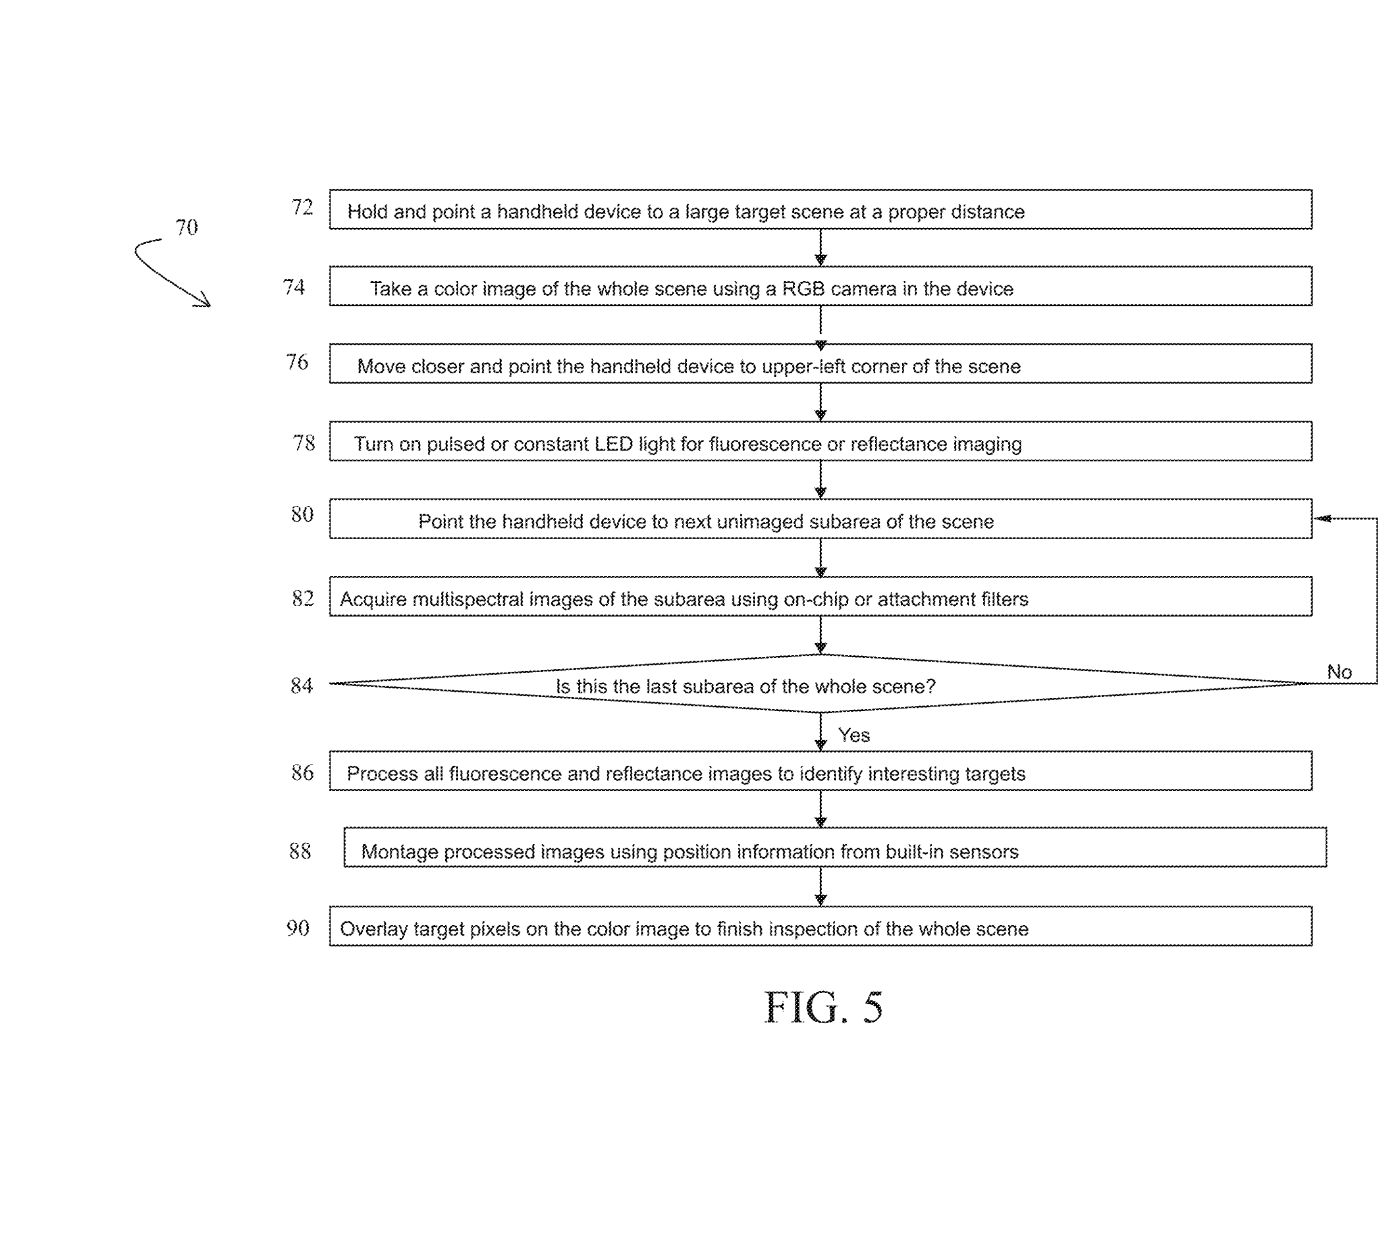 72 Hold and point a handheld device to a large target scene at a proper distance
70
74 Take a color image of the whole scene using a RGB camera in the device
76 Move closer and point the handheld device to upper-left corner of the scene
78 Turn on pulsed or constant LED light for fluorescence or reflectance imaging
80 Point the handheld device to next unimaged subarea of the scene
82 Acquire multispectral images of the subarea using on-chip or attachment filters
84 Is this the last subarea of the whole scene?
No
Yes
86 Process all fluorescence and reflectance images to identify interesting targets
88 Montage processed images using position information from built-in sensors
90 Overlay target pixels on the color image to finish inspection of the whole scene
FIG. 5